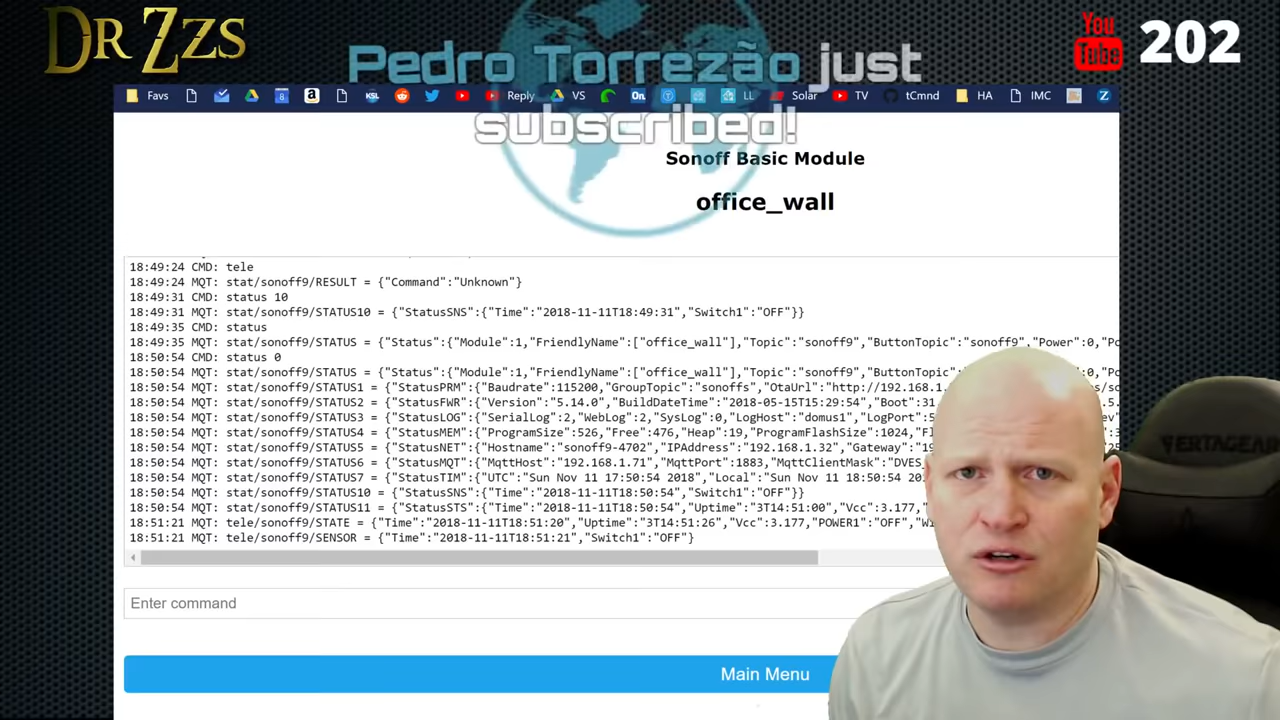 DR ZZS
Pedro Torrezão just
subscribed!
You
Tube
202
Favs
Reply
VS
On
LL
Solar
TV
tCmnd
HA
IMC
Z
Sonoff Basic Module
office_wall
18:49:24 CMD: tele
18:49:24 MQT: stat/sonoff9/RESULT = {"Command":"Unknown"}
18:49:31 CMD: status 10
18:49:31 MQT: stat/sonoff9/STATUS10 = {"StatusSNS":{"Time":"2018-11-11T18:49:31","Switch1":"OFF"}}
18:49:35 CMD: status
18:49:35 MQT: stat/sonoff9/STATUS = {"Status":{"Module":1,"FriendlyName":["office_wall"],"Topic":"sonoff9","ButtonTopic":"sonoff9","Power":0,"Po
18:50:54 CMD: status 0
18:50:54 MQT: stat/sonoff9/STATUS = {"Status":{"Module":1,"FriendlyName":["office_wall"],"Topic":"sonoff9","ButtonTopic":"sonoff
18:50:54 MQT: stat/sonoff9/STATUS1 = {"StatusPRM":{"Baudrate":115200,"GroupTopic":"sonoffs","OtaUrl":"http://192.168.1.
18:50:54 MQT: stat/sonoff9/STATUS2 = {"StatusFWR":{"Version":"5.14.0","BuildDateTime":"2018-05-15T15:29:54","Boot":31
18:50:54 MQT: stat/sonoff9/STATUS3 = {"StatusLOG":{"SerialLog":2,"WebLog":2,"SysLog":0,"LogHost":"domus1","LogPort":5
18:50:54 MQT: stat/sonoff9/STATUS4 = {"StatusMEM":{"ProgramSize":526,"Free":476,"Heap":19,"ProgramFlashSize":1024,"Fl
18:50:54 MQT: stat/sonoff9/STATUS5 = {"StatusNET":{"Hostname":"sonoff9-4702","IPAddress":"192.168.1.32","Gateway":"19
18:50:54 MQT: stat/sonoff9/STATUS6 = {"StatusMQT":{"MqttHost":"192.168.1.71","MqttPort":1883,"MqttClientMask":"DVES_
18:50:54 MQT: stat/sonoff9/STATUS7 = {"StatusTIM":{"UTC":"Sun Nov 11 17:50:54 2018","Local":"Sun Nov 11 18:50:54 201
18:50:54 MQT: stat/sonoff9/STATUS10 = {"StatusSNS":{"Time":"2018-11-11T18:50:54","Switch1":"OFF"}}
18:50:54 MQT: stat/sonoff9/STATUS11 = {"StatusSTS":{"Time":"2018-11-11T18:50:54","Uptime":"3T14:51:00","Vcc":3.177,"
18:51:21 MQT: tele/sonoff9/STATE = {"Time":"2018-11-11T18:51:20","Uptime":"3T14:51:26","Vcc":3.177,"POWER1":"OFF","Wi
18:51:21 MQT: tele/sonoff9/SENSOR = {"Time":"2018-11-11T18:51:21","Switch1":"OFF"}
Enter command
Main Menu
VERTAGEAR